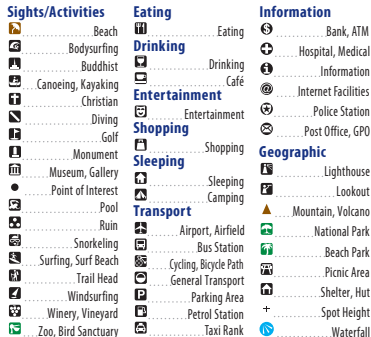 Sights/Activities
Beach
Bodysurfing
Buddhist
Canoeing, Kayaking
Christian
Diving
Golf
Monument
Museum, Gallery
Point of Interest
Pool
Ruin
Snorkeling
Surfing, Surf Beach
Trail Head
Windsurfing
Winery, Vineyard
Zoo, Bird Sanctuary
Eating
Eating
Drinking
Drinking
Café
Entertainment
Entertainment
Shopping
Shopping
Sleeping
Sleeping
Camping
Transport
Airport, Airfield
Bus Station
Cycling, Bicycle Path
General Transport
Parking Area
Petrol Station
Taxi Rank
Information
Bank, ATM
Hospital, Medical
Information
Internet Facilities
Police Station
Post Office, GPO
Geographic
Lighthouse
Lookout
Mountain, Volcano
National Park
Beach Park
Picnic Area
Shelter, Hut
Spot Height
Waterfall